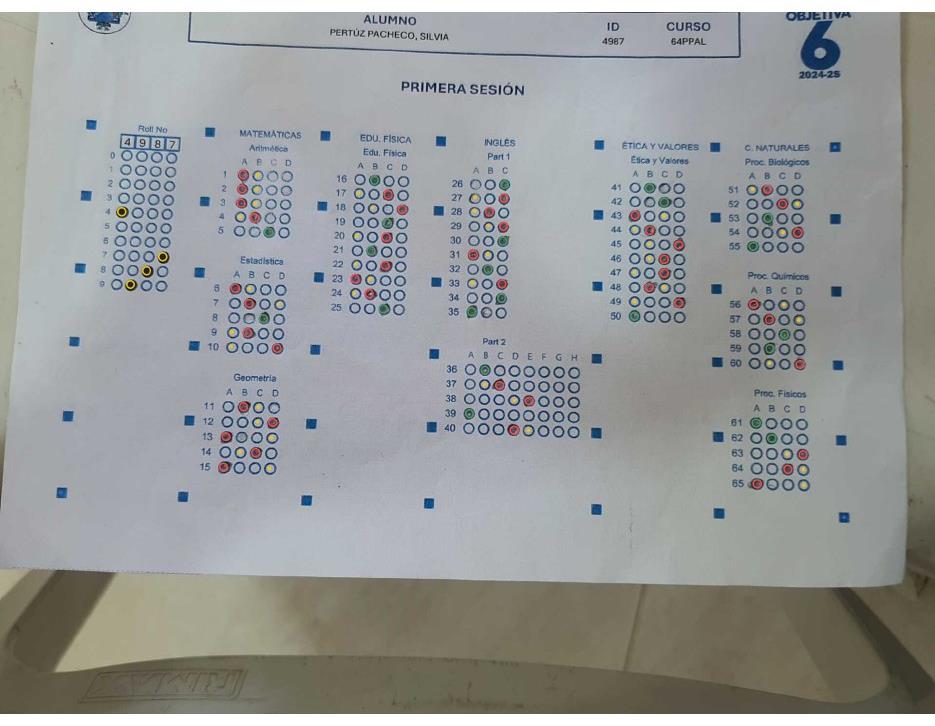 ALUMNO
PERTÚZ PACHECO, SILVIA
ID
4987
CURSO
64PPAL
OBJETIVA
6
2024-2S
PRIMERA SESIÓN
Roll No
4 9 8 7
0
1
2
3
4
5
6
7
8
9
MATEMÁTICAS
Aritmética
A B C D
1
2
3
4
5
Estadística
A B C D
6
7
8
9
10
Geometría
A B C D
11
12
13
14
15
EDU. FÍSICA
Edu. Física
A B C D
16
17
18
19
20
21
22
23
24
25
INGLÉS
Part 1
A B C
26
27
28
29
30
31
32
33
34
35
Part 2
A B C D E F G H
36
37
38
39
40
ÉTICA Y VALORES
Ética y Valores
A B C D
41
42
43
44
45
46
47
48
49
50
C. NATURALES
Proc. Biológicos
A B C D
51
52
53
54
55
Proc. Químicos
A B C D
56
57
58
59
60
Proc. Físicos
A B C D
61
62
63
64
65
RIMAX